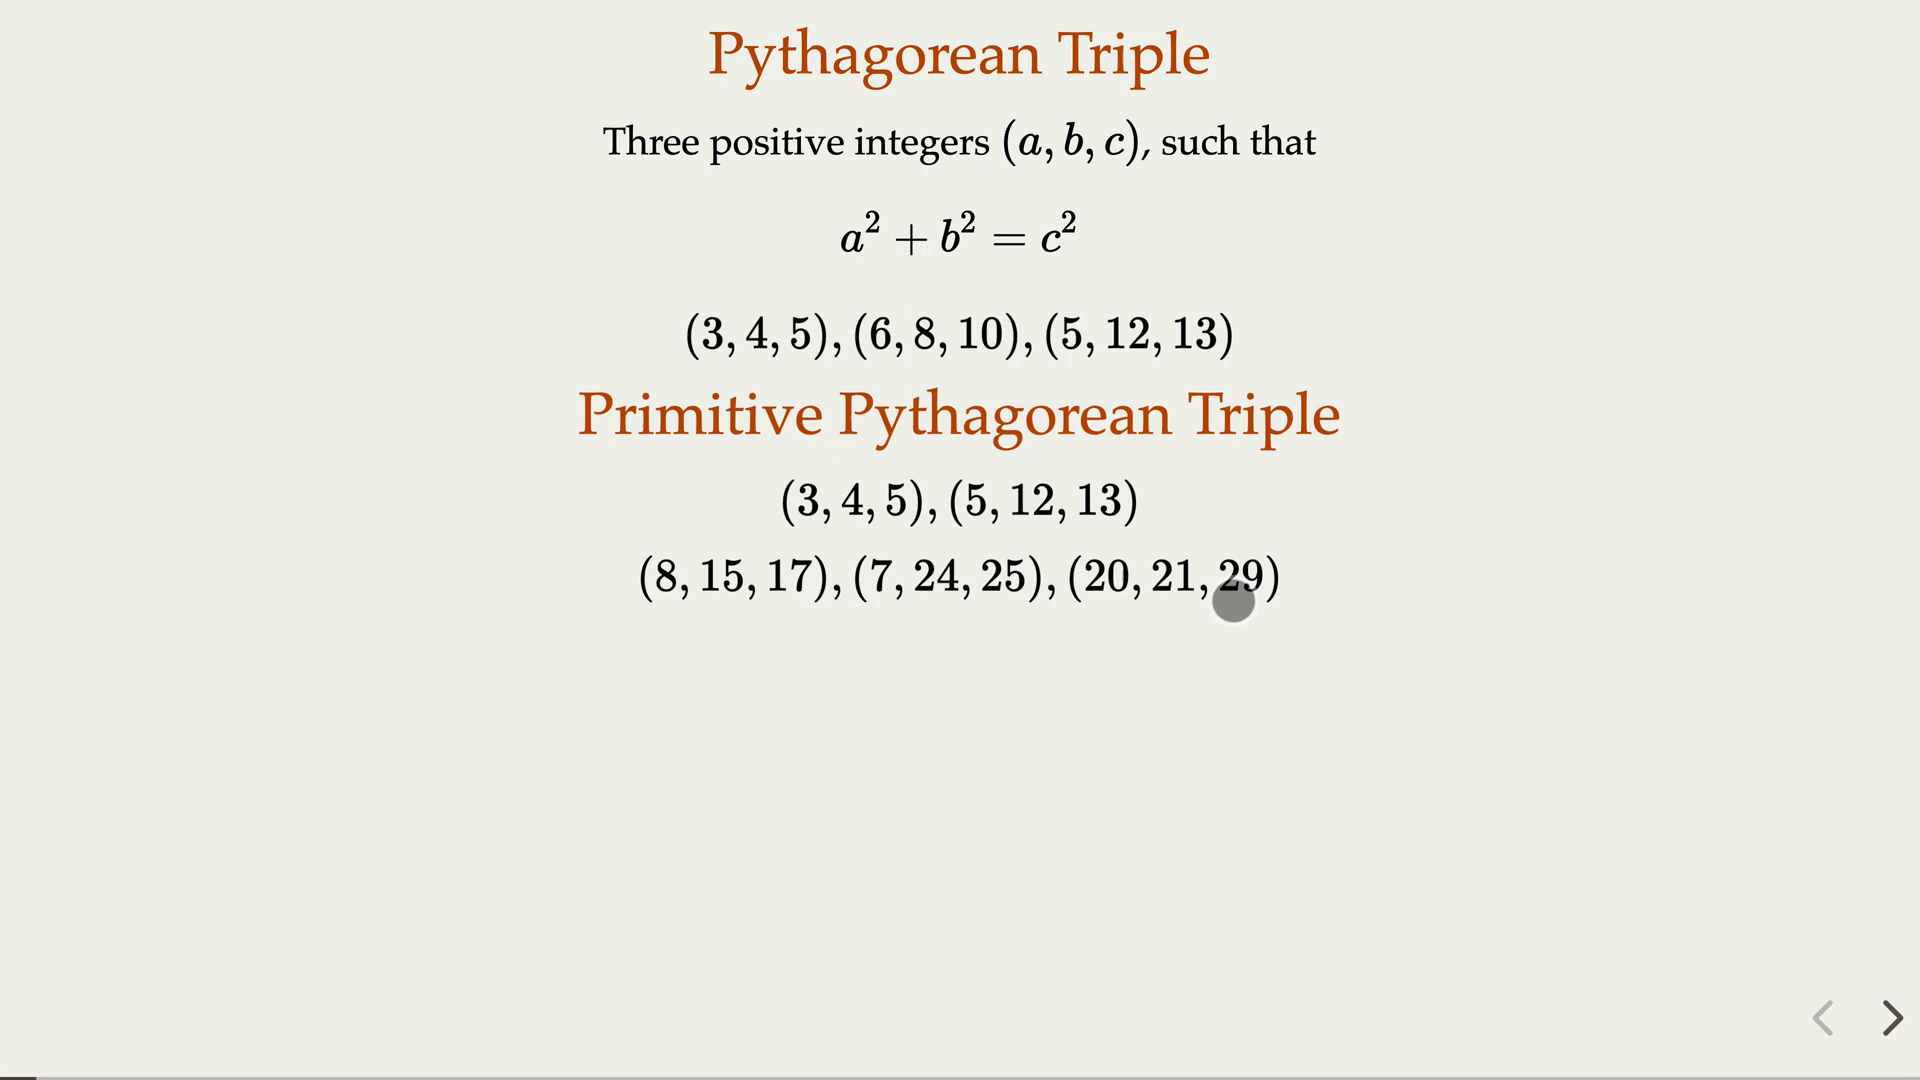 Pythagorean Triple
Three positive integers (a, b, c), such that
a² + b² = c²
(3, 4, 5), (6, 8, 10), (5, 12, 13)
Primitive Pythagorean Triple
(3, 4, 5), (5, 12, 13)
(8, 15, 17), (7, 24, 25), (20, 21, 29)